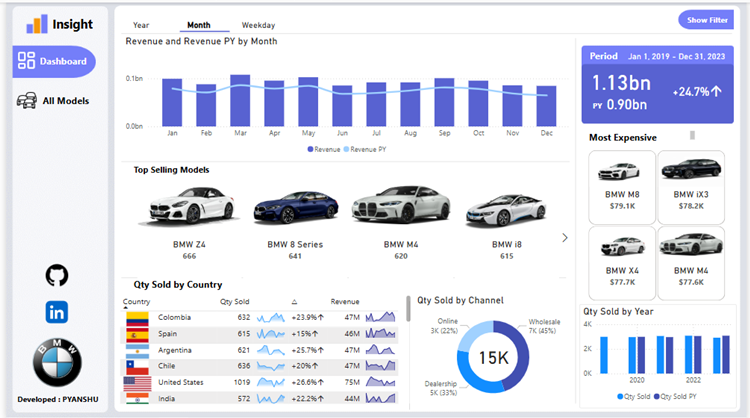 Insight
Dashboard
All Models
BMW
Developed : PYANSHU
Year Month Weekday
Show Filter
Revenue and Revenue PY by Month
0.1bn
0.0bn
Jan Feb Mar Apr May Jun Jul Aug Sep Oct Nov Dec
Revenue Revenue PY
Top Selling Models
BMW Z4 BMW 8 Series BMW M4 BMW i8
666 641 620 615
Qty Sold by Country
Country Qty Sold Δ Revenue
Colombia 632 +23.9%↑ 47M
Spain 615 +15%↑ 46M
Argentina 621 +25.7%↑ 47M
Chile 636 +20%↑ 47M
United States 1019 +26.6%↑ 75M
India 572 +22.2%↑ 44M
Qty Sold by Channel
Online
3K (22%)
Wholesale
7K (45%)
15K
Dealership
5K (33%)
Period Jan 1, 2019 - Dec 31, 2023
1.13bn
PY 0.90bn
+24.7%↑
Most Expensive
BMW M8 BMW iX3
$79.1K $78.2K
BMW X4 BMW M4
$77.7K $77.6K
Qty Sold by Year
4K
2K
0K
2020 2022
Qty Sold Qty Sold PY